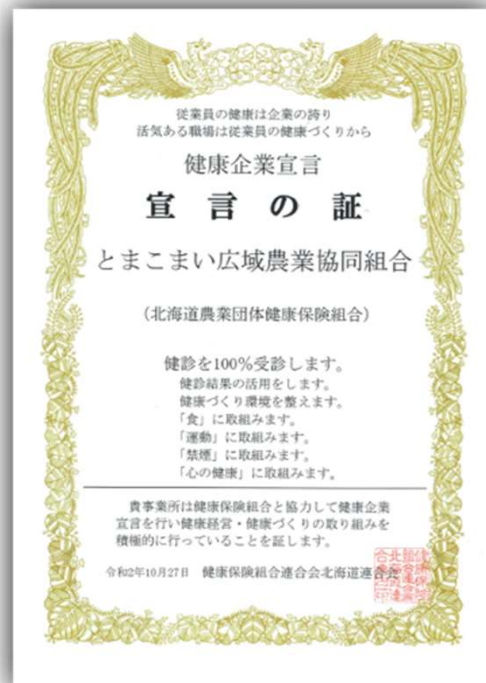 従業員の健康は企業の誇り
活気ある職場は従業員の健康づくりから
健康企業宣言
宣言の証
とまこまい広域農業協同組合
（北海道農業団体健康保険組合）
健診を100%受診します。
健診結果の活用をします。
健康づくり環境を整えます。
「食」に取組みます。
「運動」に取組みます。
「禁煙」に取組みます。
「心の健康」に取組みます。
貴事業所は健康保険組合と協力して健康企業
宣言を行い健康経営・健康づくりの取り組みを
積極的に行っていることを証します。
令和2年10月27日 健康保険組合連合会北海道連合会